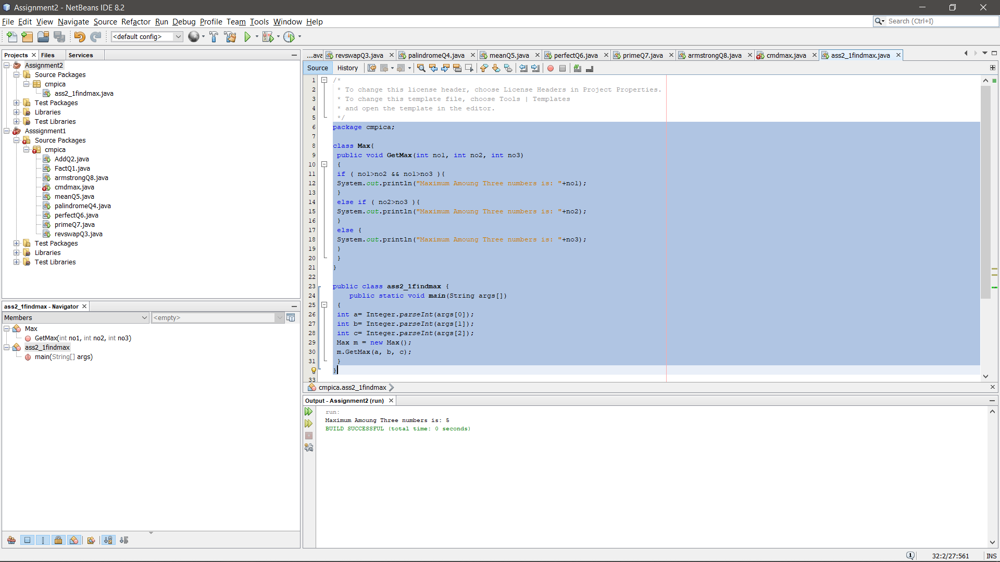 Assignment2 - NetBeans IDE 8.2
File Edit View Navigate Source Refactor Run Debug Profile Team Tools Window Help
Search (Ctrl+I)
<default config>
Projects Files Services
Assignment2
Source Packages
cmpica
ass2_1findmax.java
Test Packages
Libraries
Test Libraries
Asssignment1
Source Packages
cmpica
AddQ2.java
FactQ1.java
armstrongQ8.java
cmdmax.java
meanQ5.java
palindromeQ4.java
perfectQ6.java
primeQ7.java
revswapQ3.java
Test Packages
Libraries
Test Libraries
ass2_1findmax - Navigator
Members <empty>
Max
GetMax(int no1, int no2, int no3)
ass2_1findmax
main(String[] args)
...ava revswapQ3.java palindromeQ4.java meanQ5.java perfectQ6.java primeQ7.java armstrongQ8.java cmdmax.java ass2_1findmax.java
Source History
1 /*
2 * To change this license header, choose License Headers in Project Properties.
3 * To change this template file, choose Tools | Templates
4 * and open the template in the editor.
5 */
6 package cmpica;
7
8 class Max{
9 public void GetMax(int no1, int no2, int no3)
10 {
11 if ( no1>no2 && no1>no3 ){
12 System.out.println("Maximum Amoung Three numbers is: "+no1);
13 }
14 else if ( no2>no3 ){
15 System.out.println("Maximum Amoung Three numbers is: "+no2);
16 }
17 else {
18 System.out.println("Maximum Amoung Three numbers is: "+no3);
19 }
20 }
21 }
22
23 public class ass2_1findmax {
24 public static void main(String args[])
25 {
26 int a= Integer.parseInt(args[0]);
27 int b= Integer.parseInt(args[1]);
28 int c= Integer.parseInt(args[2]);
29 Max m = new Max();
30 m.GetMax(a, b, c);
31 }
}
33
cmpica.ass2_1findmax
Output - Assignment2 (run)
run:
Maximum Amoung Three numbers is: 5
BUILD SUCCESSFUL (total time: 0 seconds)
1 32:2/27:561 INS